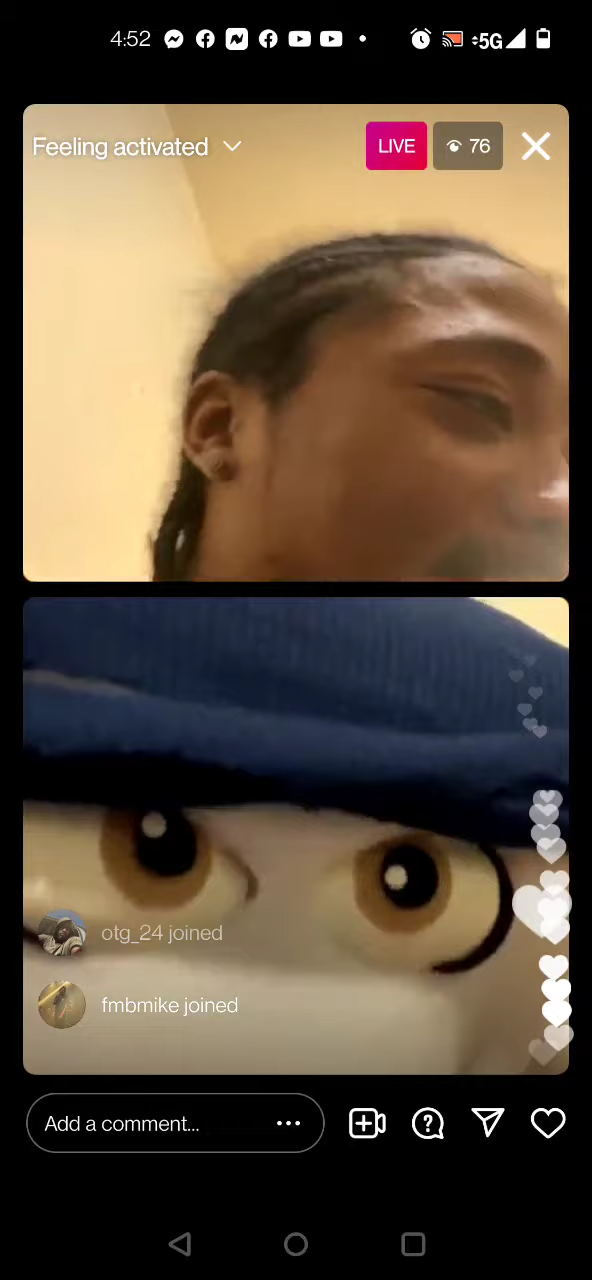 4:52
5G
Feeling activated
LIVE
76
otg_24 joined
fmbmike joined
Add a comment...